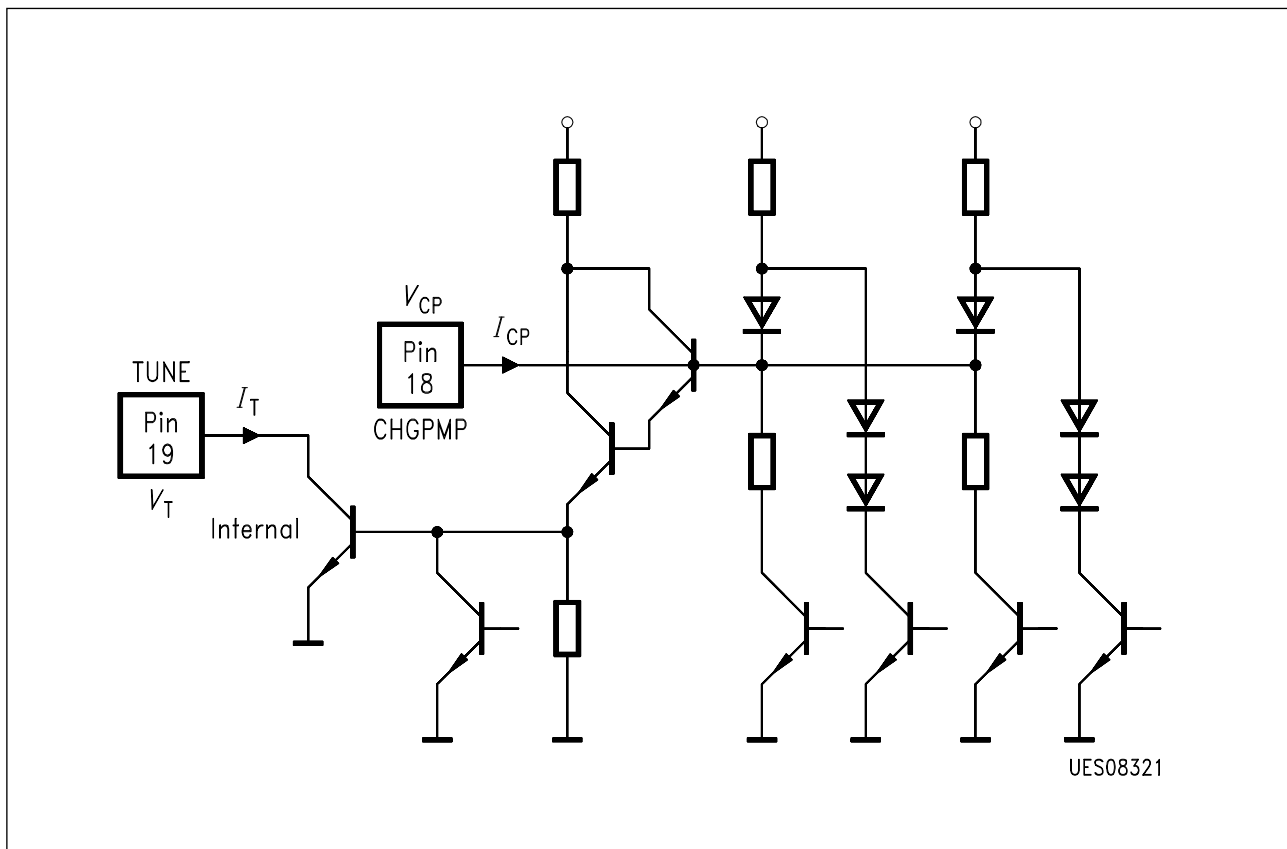 V_CP
I_CP
Pin
18
CHGPMP
TUNE
I_T
Pin
19
V_T
Internal
UES08321